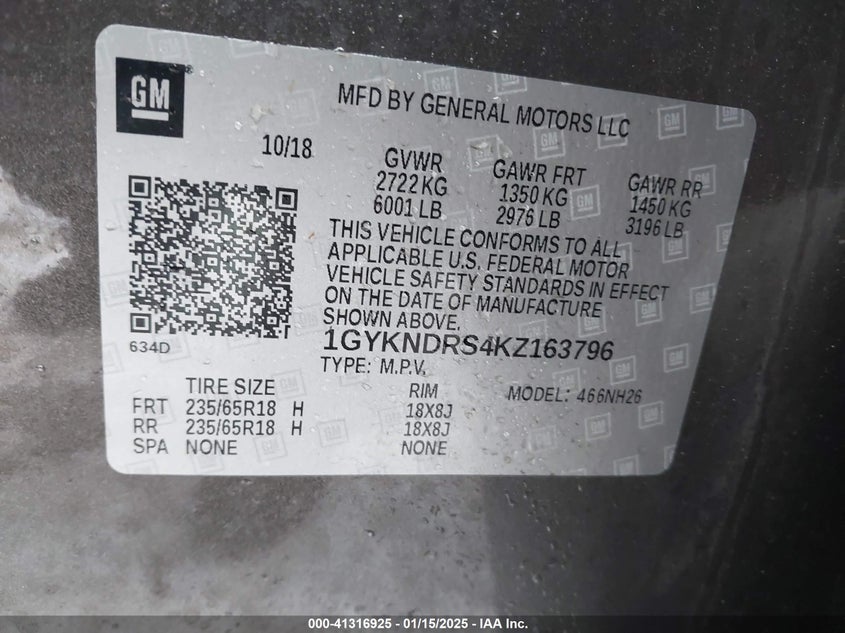 GM
MFD BY GENERAL MOTORS LLC
10/18
GVWR
2722 KG
6001 LB
GAWR FRT
1350 KG
2976 LB
GAWR RR
1450 KG
3196 LB
THIS VEHICLE CONFORMS TO ALL
APPLICABLE U.S. FEDERAL MOTOR
VEHICLE SAFETY STANDARDS IN EFFECT
ON THE DATE OF MANUFACTURE
SHOWN ABOVE.
634D
1GYKNDRS4KZ163796
TYPE: M.P.V.
TIRE SIZE RIM MODEL: 466NH26
FRT 235/65R18 H 18X8J
RR 235/65R18 H 18X8J
SPA NONE NONE
000-41316925 - 01/15/2025 - IAA Inc.